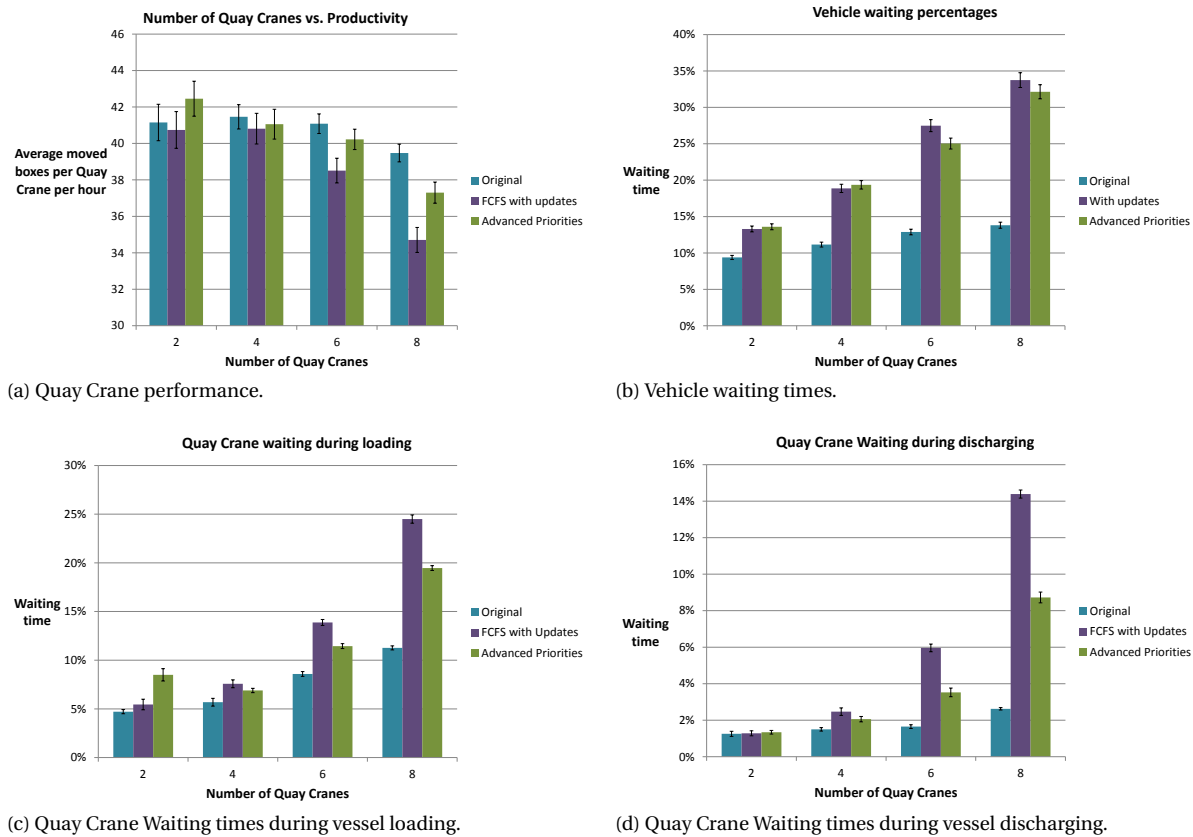 Number of Quay Cranes vs. Productivity
46
44
42
40
38
36
34
32
30
Average moved
boxes per Quay
Crane per hour
2 4 6 8
Number of Quay Cranes
Original
FCFS with updates
Advanced Priorities
(a) Quay Crane performance.
Vehicle waiting percentages
40%
35%
30%
25%
20%
15%
10%
5%
0%
Waiting
time
2 4 6 8
Number of Quay Cranes
Original
With updates
Advanced Priorities
(b) Vehicle waiting times.
Quay Crane waiting during loading
30%
25%
20%
15%
10%
5%
0%
Waiting
time
2 4 6 8
Number of Quay Cranes
Original
FCFS with Updates
Advanced Priorities
(c) Quay Crane Waiting times during vessel loading.
Quay Crane Waiting during discharging
16%
14%
12%
10%
8%
6%
4%
2%
0%
Waiting
time
2 4 6 8
Number of Quay Cranes
Original
FCFS with Updates
Advanced Priorities
(d) Quay Crane Waiting times during vessel discharging.